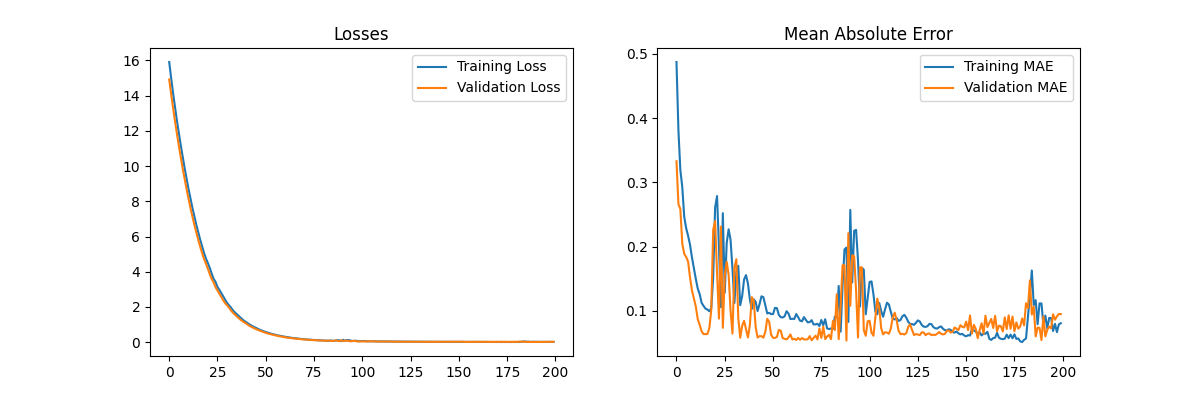 Losses
16
14
12
10
8
6
4
2
0
0 25 50 75 100 125 150 175 200
Training Loss
Validation Loss
Mean Absolute Error
0.5
0.4
0.3
0.2
0.1
0 25 50 75 100 125 150 175 200
Training MAE
Validation MAE